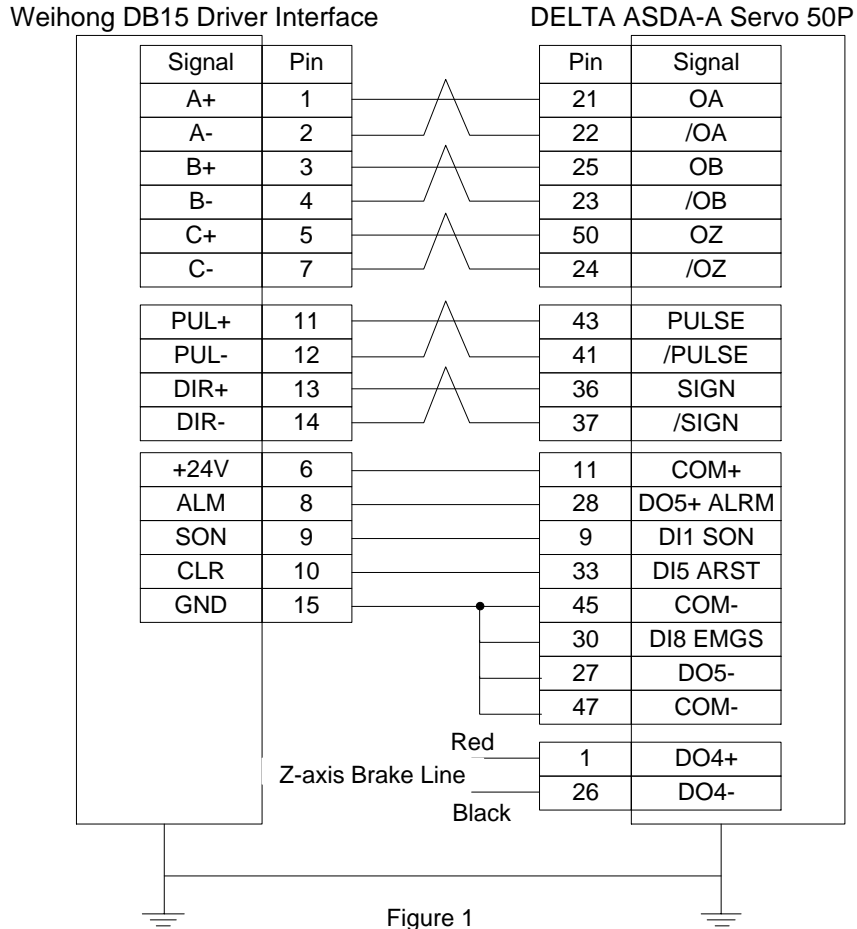 Weihong DB15 Driver Interface DELTA ASDA-A Servo 50P
Signal Pin Pin Signal
A+ 1 21 OA
A- 2 22 /OA
B+ 3 25 OB
B- 4 23 /OB
C+ 5 50 OZ
C- 7 24 /OZ
PUL+ 11 43 PULSE
PUL- 12 41 /PULSE
DIR+ 13 36 SIGN
DIR- 14 37 /SIGN
+24V 6 11 COM+
ALM 8 28 DO5+ ALRM
SON 9 9 DI1 SON
CLR 10 33 DI5 ARST
GND 15 45 COM-
30 DI8 EMGS
27 DO5-
47 COM-
Red
1 DO4+
Z-axis Brake Line
26 DO4-
Black
Figure 1